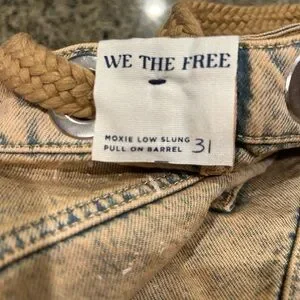 WE THE FREE
MOXIE LOW SLUNG
PULL ON BARREL 31